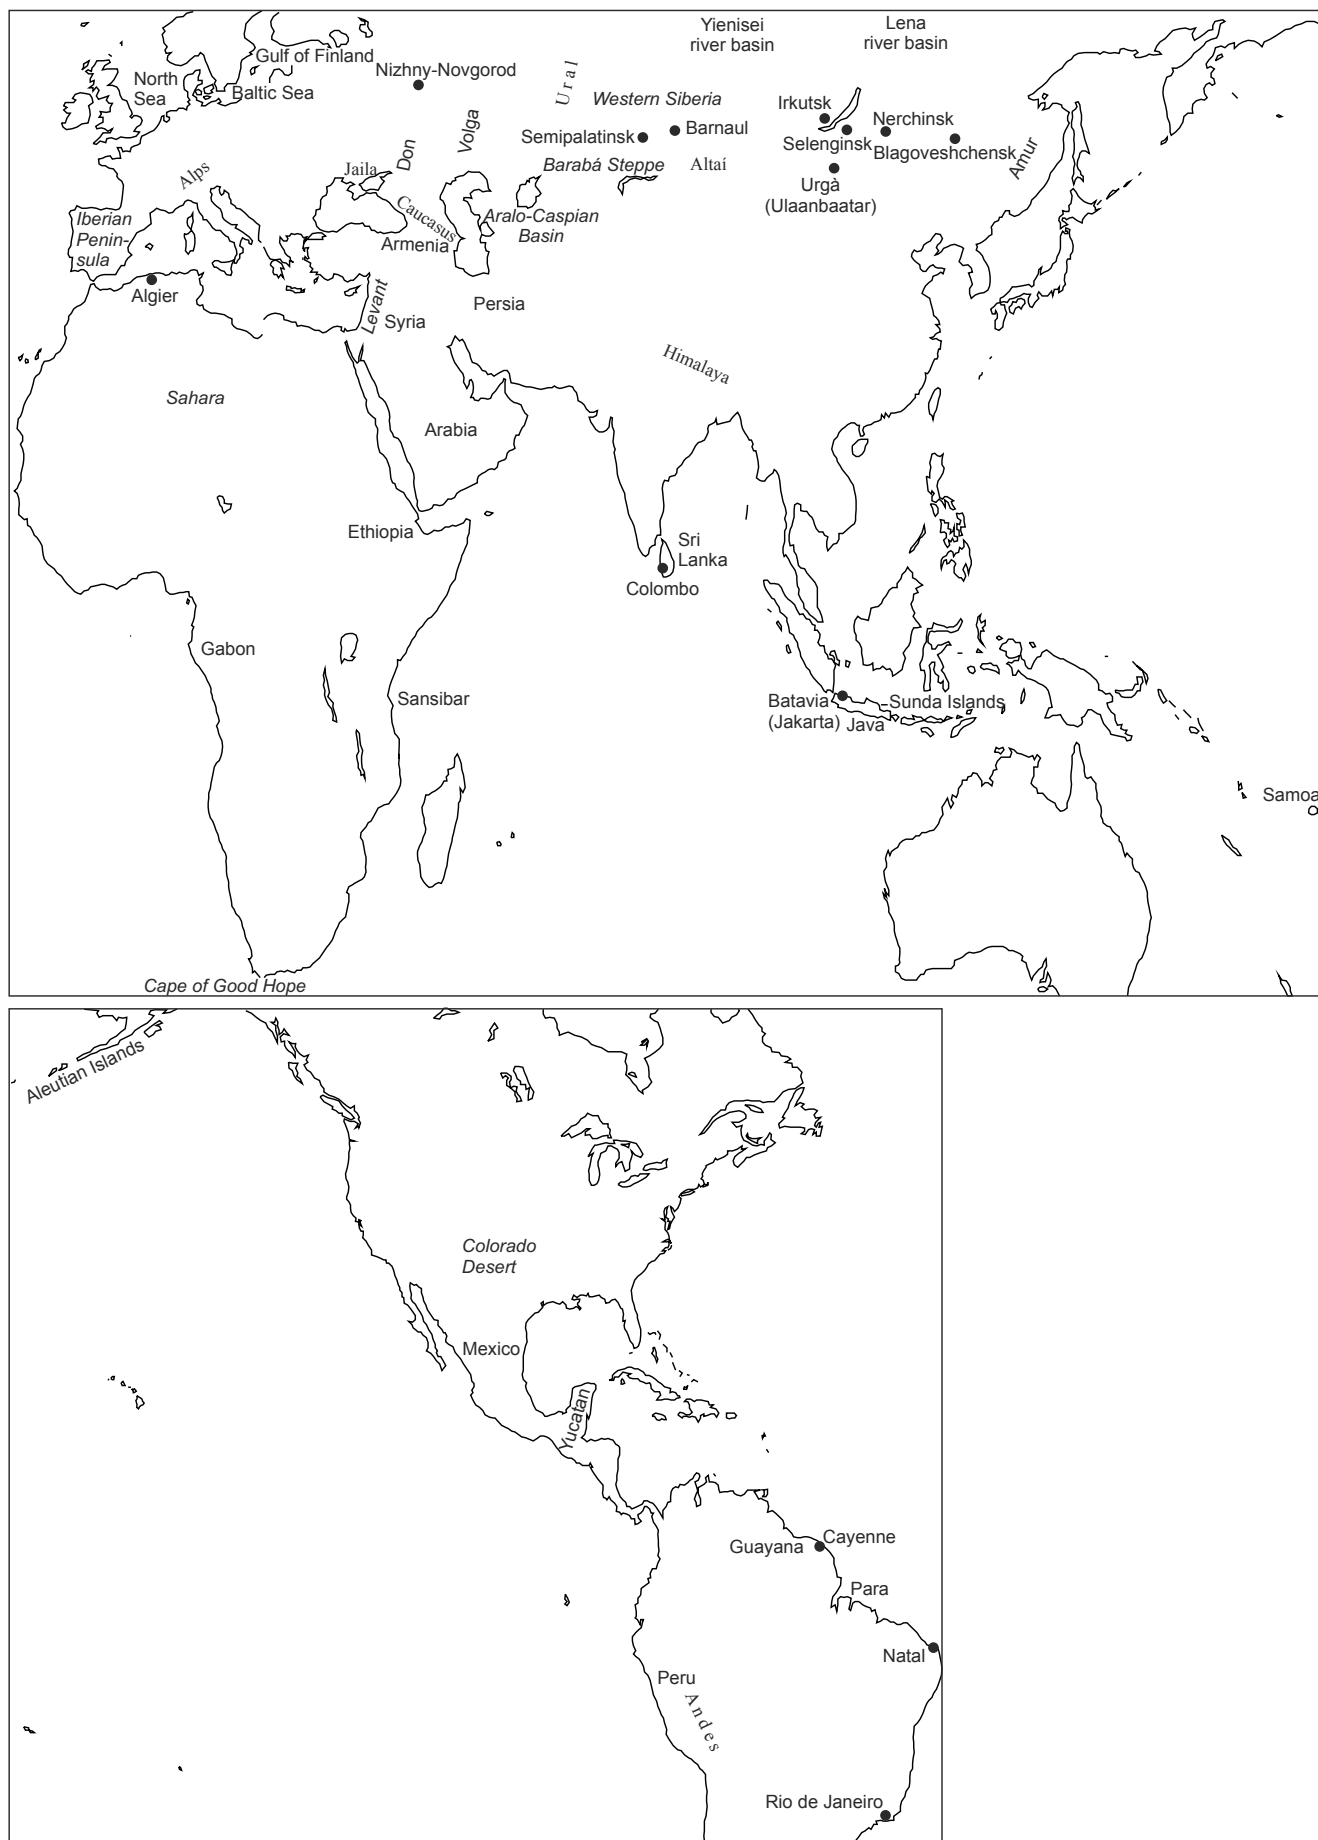 Yienisei
river basin
Lena
river basin
Gulf of Finland
North
Sea
Baltic Sea
Nizhny-Novgorod
Ural
Western Siberia
Irkutsk
Nerchinsk
Volga
Semipalatinsk
Barnaul
Selenginsk
Blagoveshchensk
Amur
Don
Jaila
Barabá Steppe
Altaí
Alps
Urgà
(Ulaanbaatar)
Iberian
Penin-
sula
Caucasus
Aralo-Caspian
Basin
Armenia
Algier
Levant
Syria
Persia
Himalaya
Sahara
Arabia
Ethiopia
Sri
Lanka
Colombo
Gabon
Sansibar
Batavia
(Jakarta)
Java
Sunda Islands
Samoa
Cape of Good Hope
Aleutian Islands
Colorado
Desert
Mexico
Yucatan
Guayana
Cayenne
Para
Natal
Peru
Andes
Rio de Janeiro